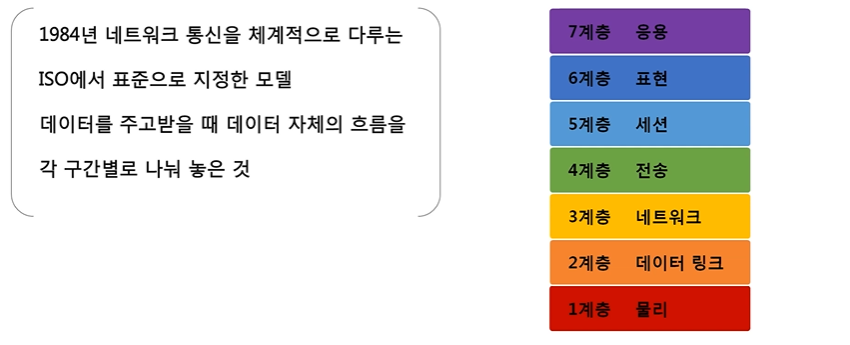 1984년 네트워크 통신을 체계적으로 다루는
ISO에서 표준으로 지정한 모델
데이터를 주고받을 때 데이터 자체의 흐름을
각 구간별로 나눠 놓은 것
7계층 응용
6계층 표현
5계층 세션
4계층 전송
3계층 네트워크
2계층 데이터 링크
1계층 물리